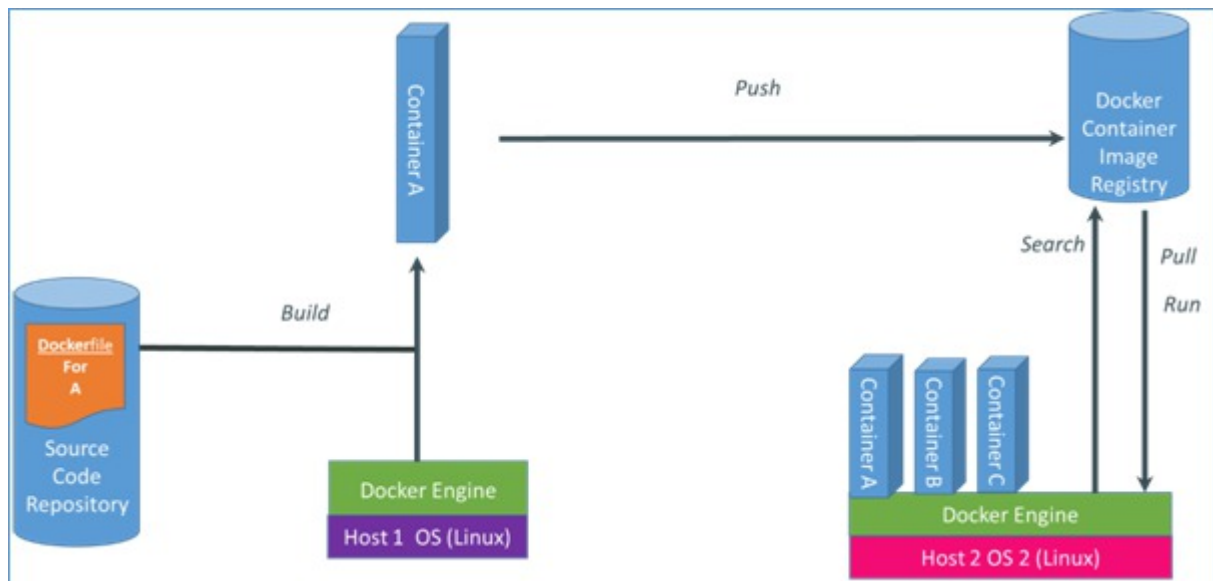 Container A
Push
Docker
Container
Image
Registry
Search
Pull
Run
Build
Dockerfile
For
A
Source
Code
Repository
Docker Engine
Host 1 OS (Linux)
Container A
Container B
Container C
Docker Engine
Host 2 OS 2 (Linux)